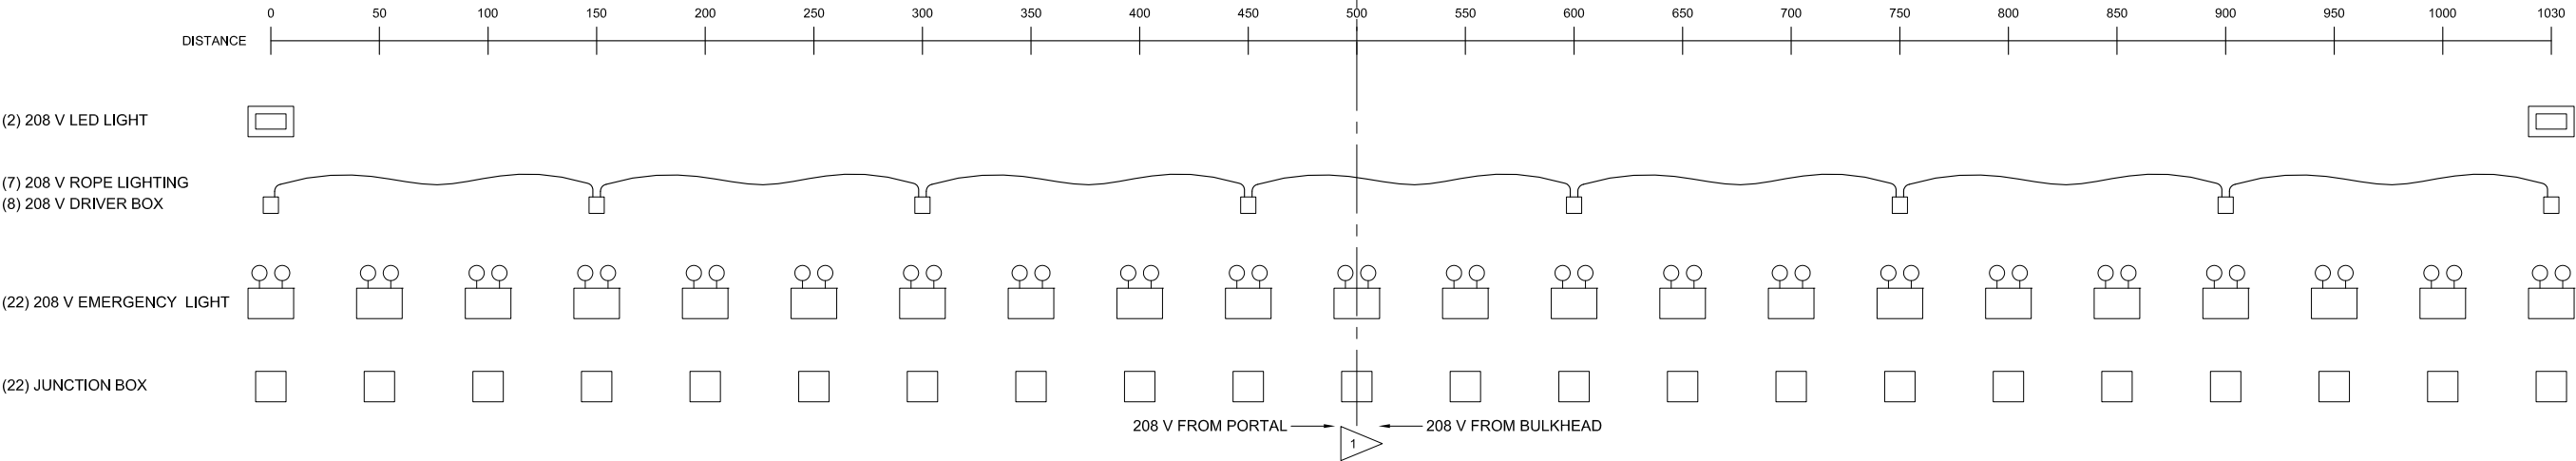 0 50 100 150 200 250 300 350 400 450 500 550 600 650 700 750 800 850 900 950 1000 1030
DISTANCE
(2) 208 V LED LIGHT
(7) 208 V ROPE LIGHTING
(8) 208 V DRIVER BOX
(22) 208 V EMERGENCY LIGHT
(22) JUNCTION BOX
208 V FROM PORTAL 208 V FROM BULKHEAD
1